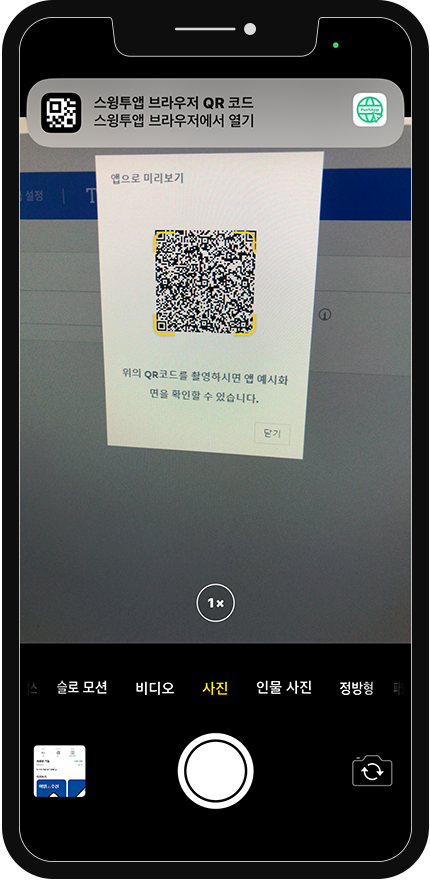 스윙투앱 브라우저 QR 코드
스윙투앱 브라우저에서 열기
설정
T
앱으로 미리보기
위의 QR코드를 촬영하시면 앱 예시화
면을 확인할 수 있습니다.
닫기
1×
슬로 모션 비디오 사진 인물 사진 정방형